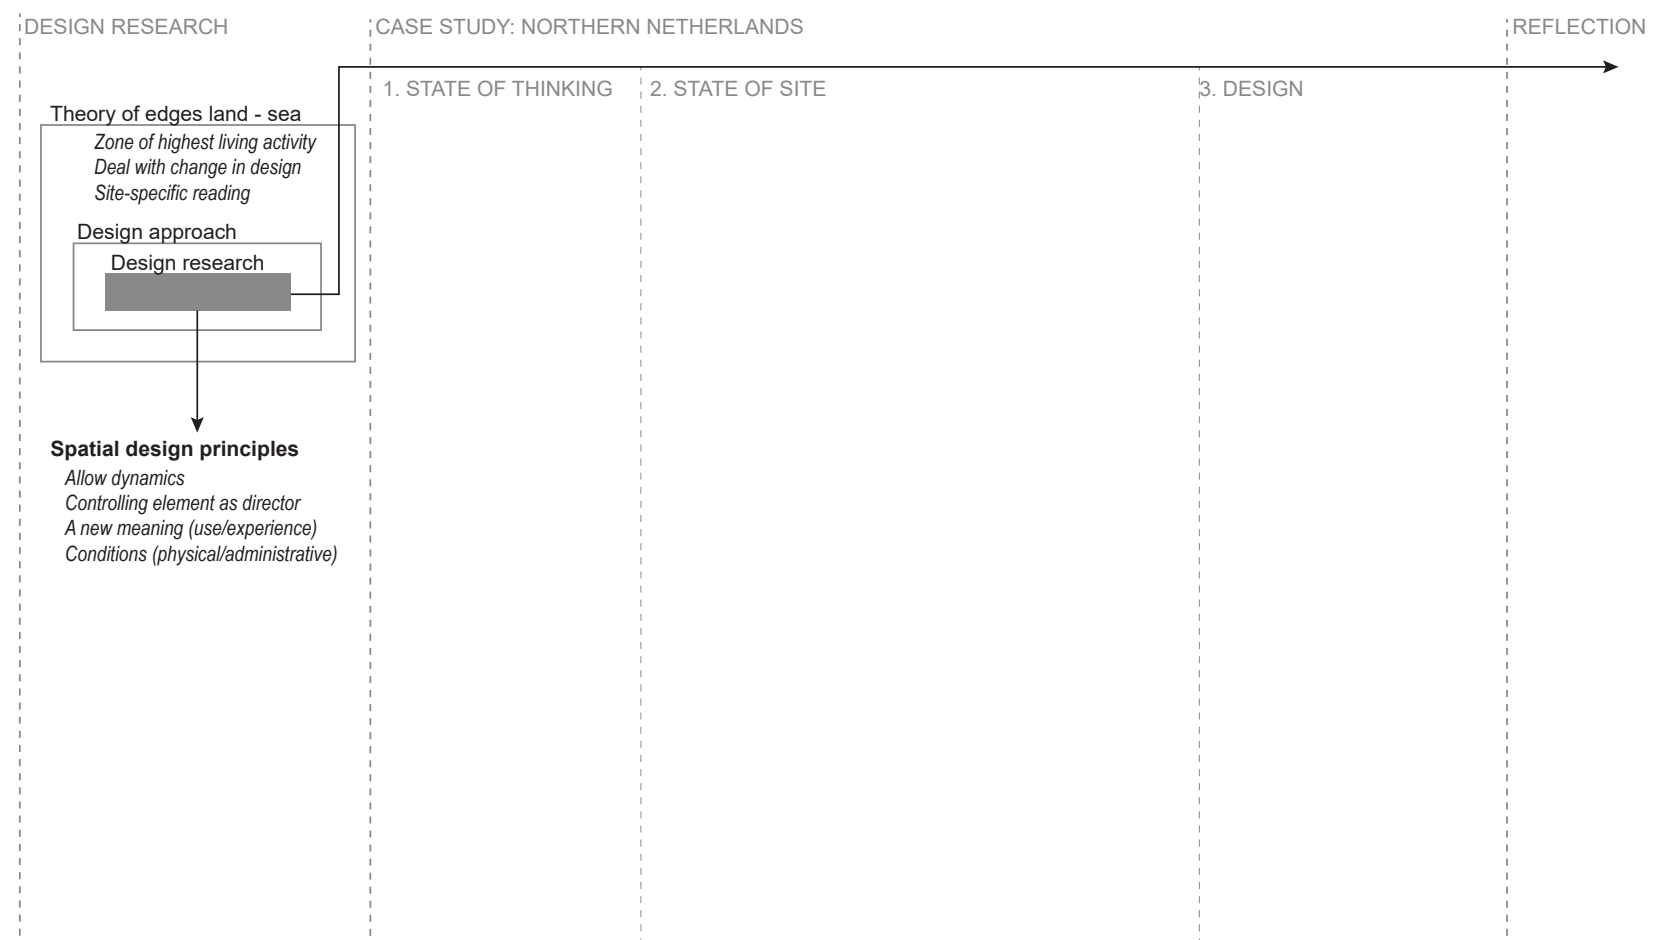 DESIGN RESEARCH
CASE STUDY: NORTHERN NETHERLANDS
REFLECTION
1. STATE OF THINKING
2. STATE OF SITE
3. DESIGN
Theory of edges land - sea
Zone of highest living activity
Deal with change in design
Site-specific reading
Design approach
Design research
Spatial design principles
Allow dynamics
Controlling element as director
A new meaning (use/experience)
Conditions (physical/administrative)